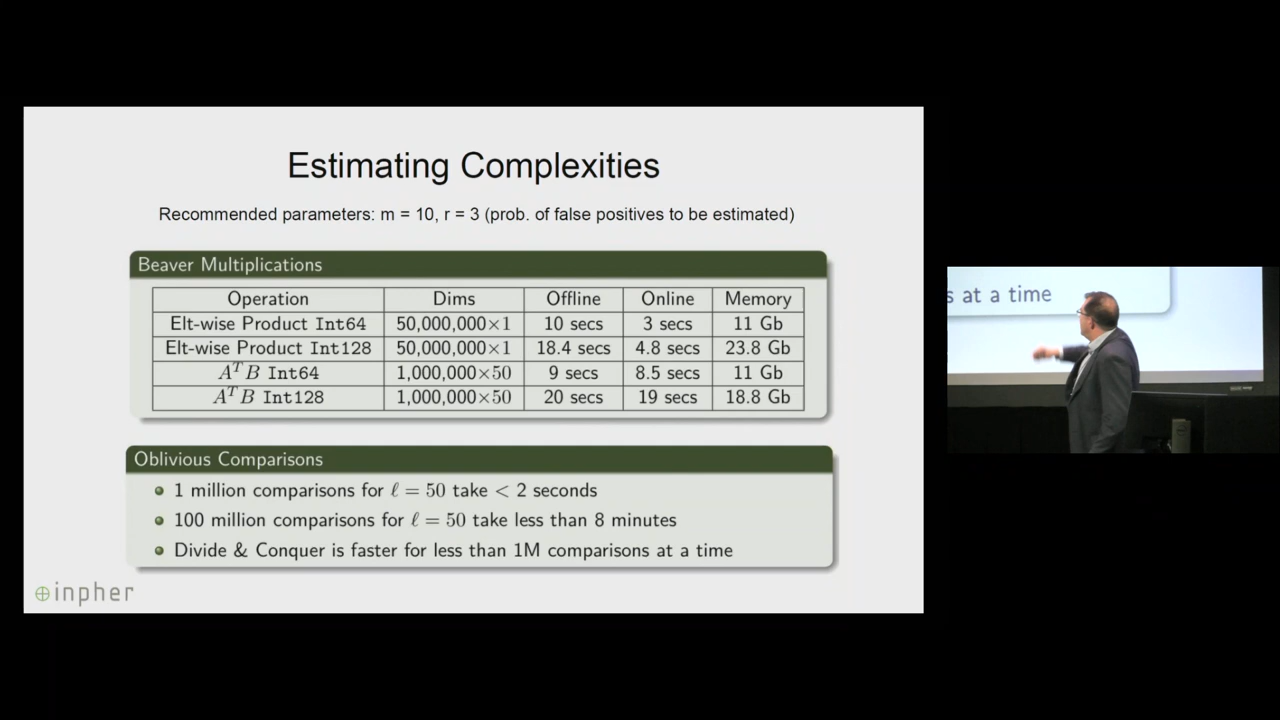 Estimating Complexities
Recommended parameters: m = 10, r = 3 (prob. of false positives to be estimated)
Beaver Multiplications
Operation Dims Offline Online Memory
Elt-wise Product Int64 50,000,000×1 10 secs 3 secs 11 Gb
Elt-wise Product Int128 50,000,000×1 18.4 secs 4.8 secs 23.8 Gb
AᵀB Int64 1,000,000×50 9 secs 8.5 secs 11 Gb
AᵀB Int128 1,000,000×50 20 secs 19 secs 18.8 Gb
Oblivious Comparisons
1 million comparisons for ℓ = 50 take < 2 seconds
100 million comparisons for ℓ = 50 take less than 8 minutes
Divide & Conquer is faster for less than 1M comparisons at a time
inpher
s at a time